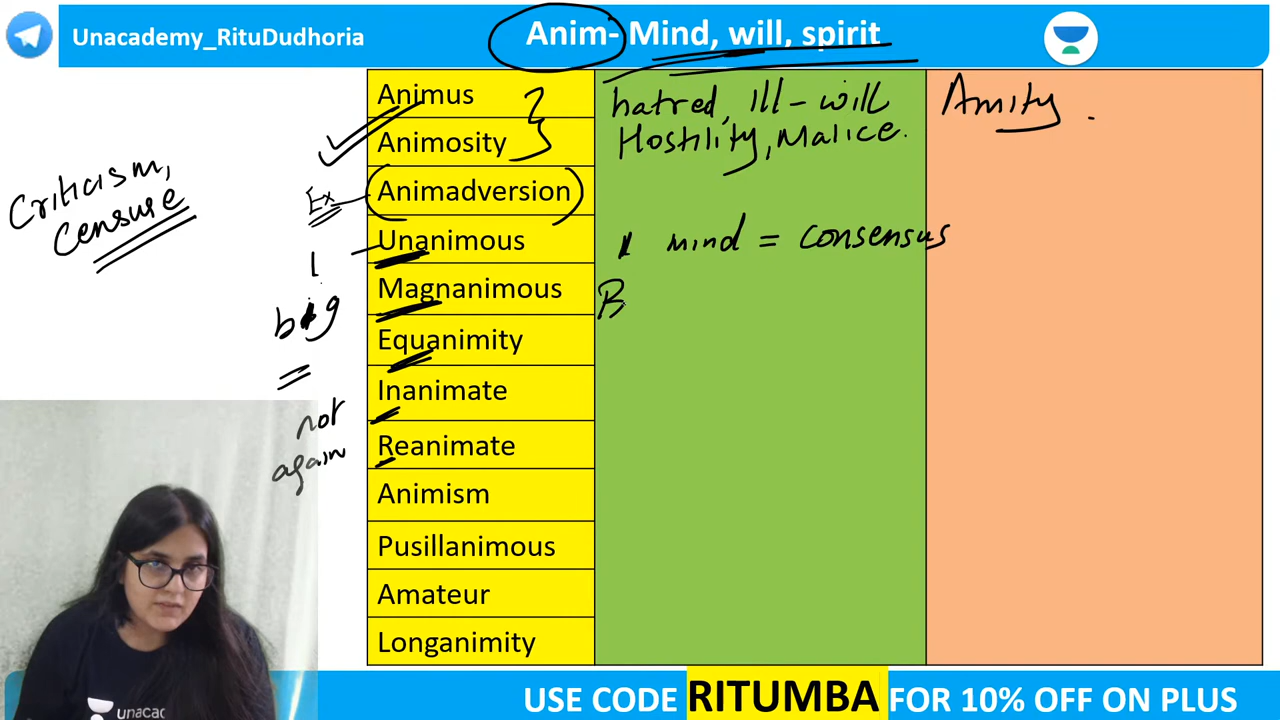 Unacademy_RituDudhoria
Anim- Mind, will, spirit
Animus
Animosity
hatred, Ill-will
Hostility, Malice.
Amity.
Criticism,
Censure
Ex
Animadversion
1
Unanimous
1 mind = consensus
big
Magnanimous
B
Equanimity
Inanimate
not
again
Reanimate
Animism
Pusillanimous
Amateur
Longanimity
unacad
USE CODE RITUMBA FOR 10% OFF ON PLUS